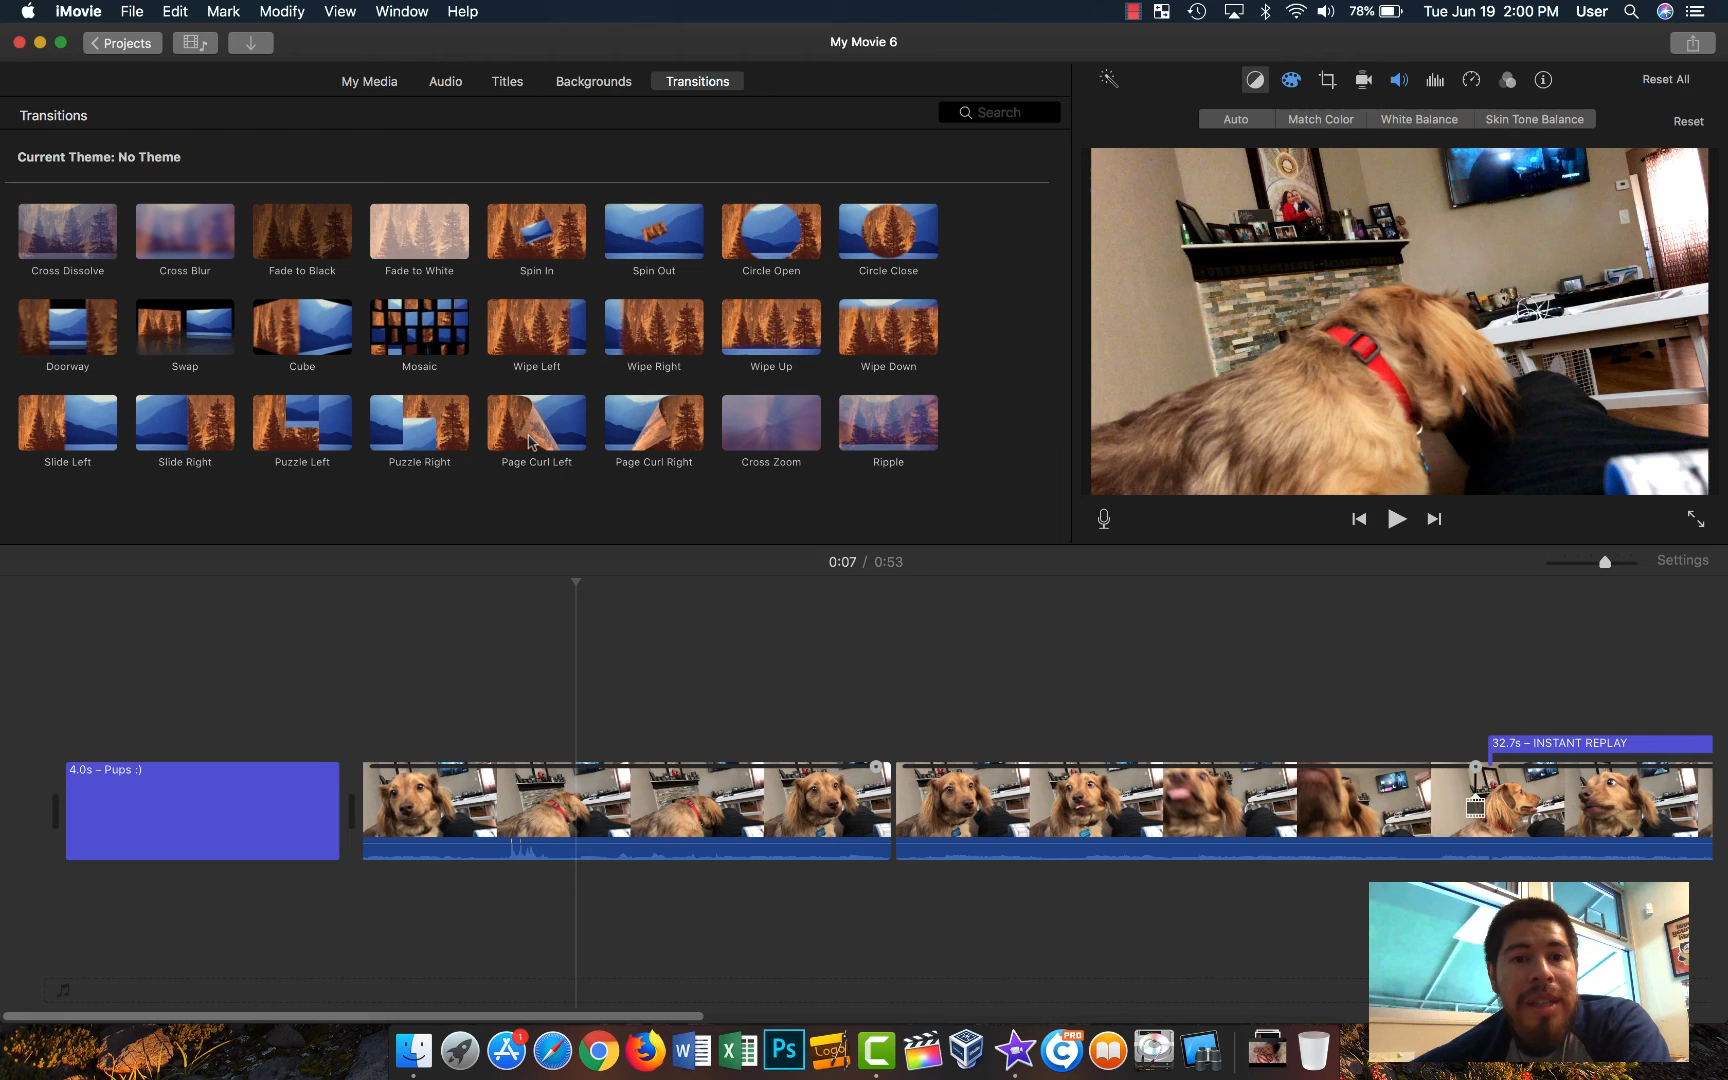 iMovie File Edit Mark Modify View Window Help 78% Tue Jun 19 2:00 PM User
Projects My Movie 6
My Media Audio Titles Backgrounds Transitions Reset All
Transitions Search
Auto Match Color White Balance Skin Tone Balance Reset
Current Theme: No Theme
Cross Dissolve Cross Blur Fade to Black Fade to White Spin In Spin Out Circle Open Circle Close
Doorway Swap Cube Mosaic Wipe Left Wipe Right Wipe Up Wipe Down
Slide Left Slide Right Puzzle Left Puzzle Right Page Curl Left Page Curl Right Cross Zoom Ripple
0:07 / 0:53 Settings
32.7s – INSTANT REPLAY
4.0s – Pups :)
1
W X Ps Logo C PRO